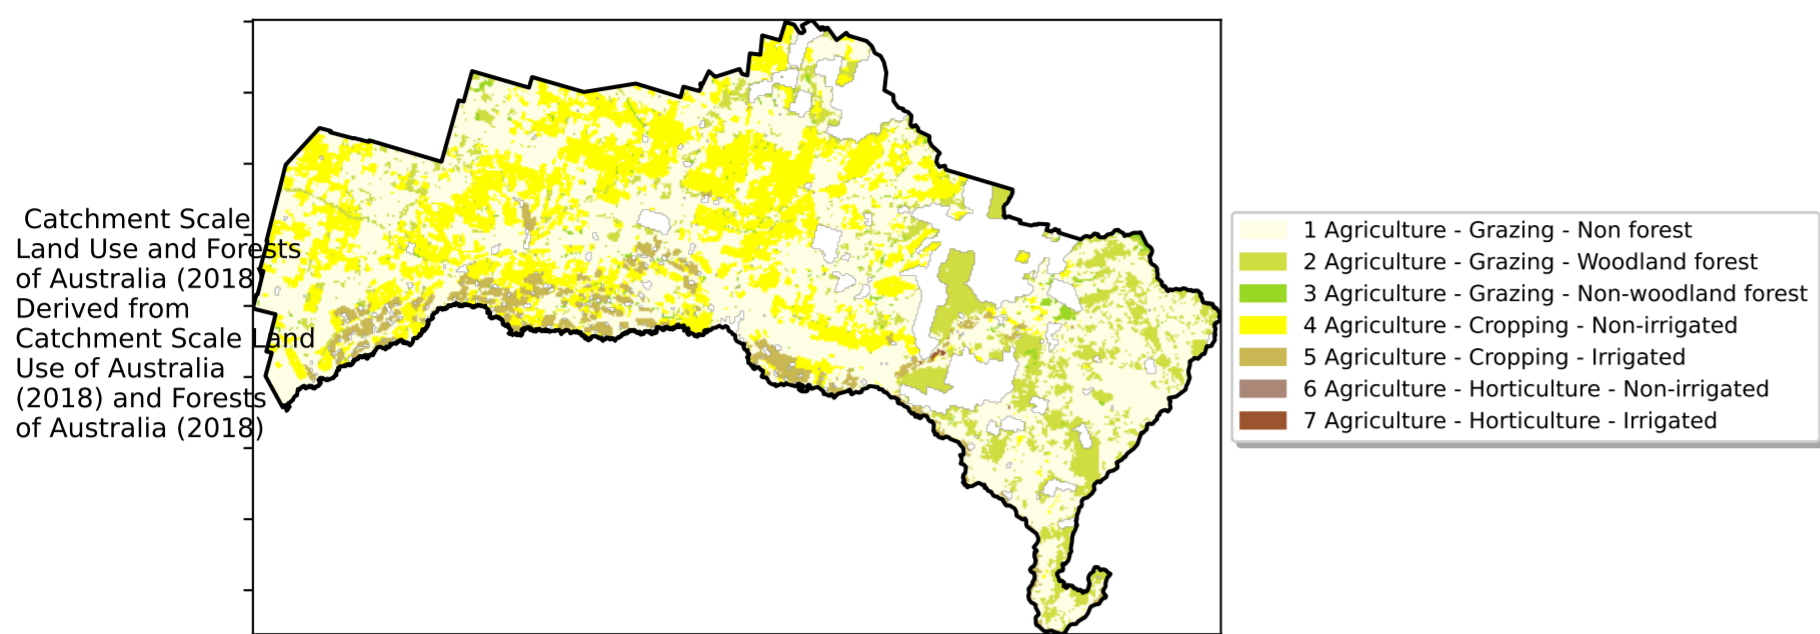 Catchment Scale
Land Use and Forests
of Australia (2018)
Derived from
Catchment Scale Land
Use of Australia
(2018) and Forests
of Australia (2018)
1 Agriculture - Grazing - Non forest
2 Agriculture - Grazing - Woodland forest
3 Agriculture - Grazing - Non-woodland forest
4 Agriculture - Cropping - Non-irrigated
5 Agriculture - Cropping - Irrigated
6 Agriculture - Horticulture - Non-irrigated
7 Agriculture - Horticulture - Irrigated